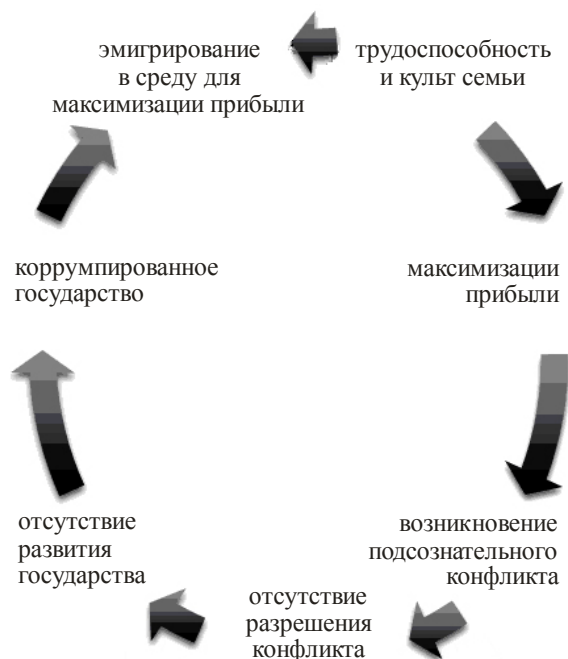 эмигрирование
в среду для
максимизации прибыли
трудоспособность
и культ семьи
максимизации
прибыли
возникновение
подсознательного
конфликта
отсутствие
разрешения
конфликта
отсутствие
развития
государства
коррумпированное
государство